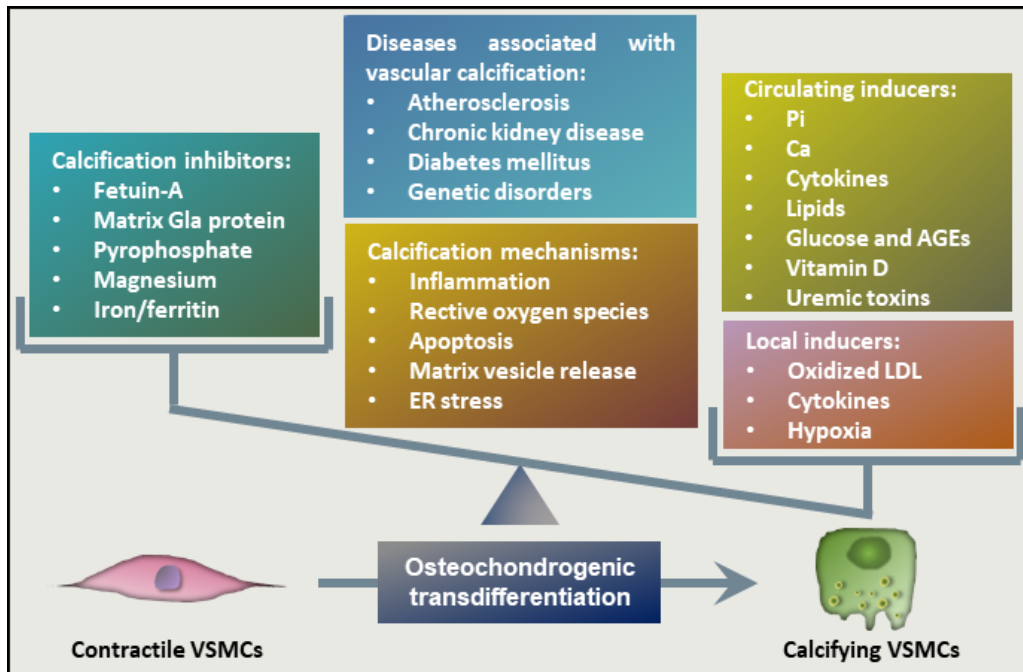 Diseases associated with
vascular calcification:
• Atherosclerosis
• Chronic kidney disease
• Diabetes mellitus
• Genetic disorders
Calcification inhibitors:
• Fetuin-A
• Matrix Gla protein
• Pyrophosphate
• Magnesium
• Iron/ferritin
Calcification mechanisms:
• Inflammation
• Rective oxygen species
• Apoptosis
• Matrix vesicle release
• ER stress
Circulating inducers:
• Pi
• Ca
• Cytokines
• Lipids
• Glucose and AGEs
• Vitamin D
• Uremic toxins
Local inducers:
• Oxidized LDL
• Cytokines
• Hypoxia
Osteochondrogenic
transdifferentiation
Contractile VSMCs
Calcifying VSMCs